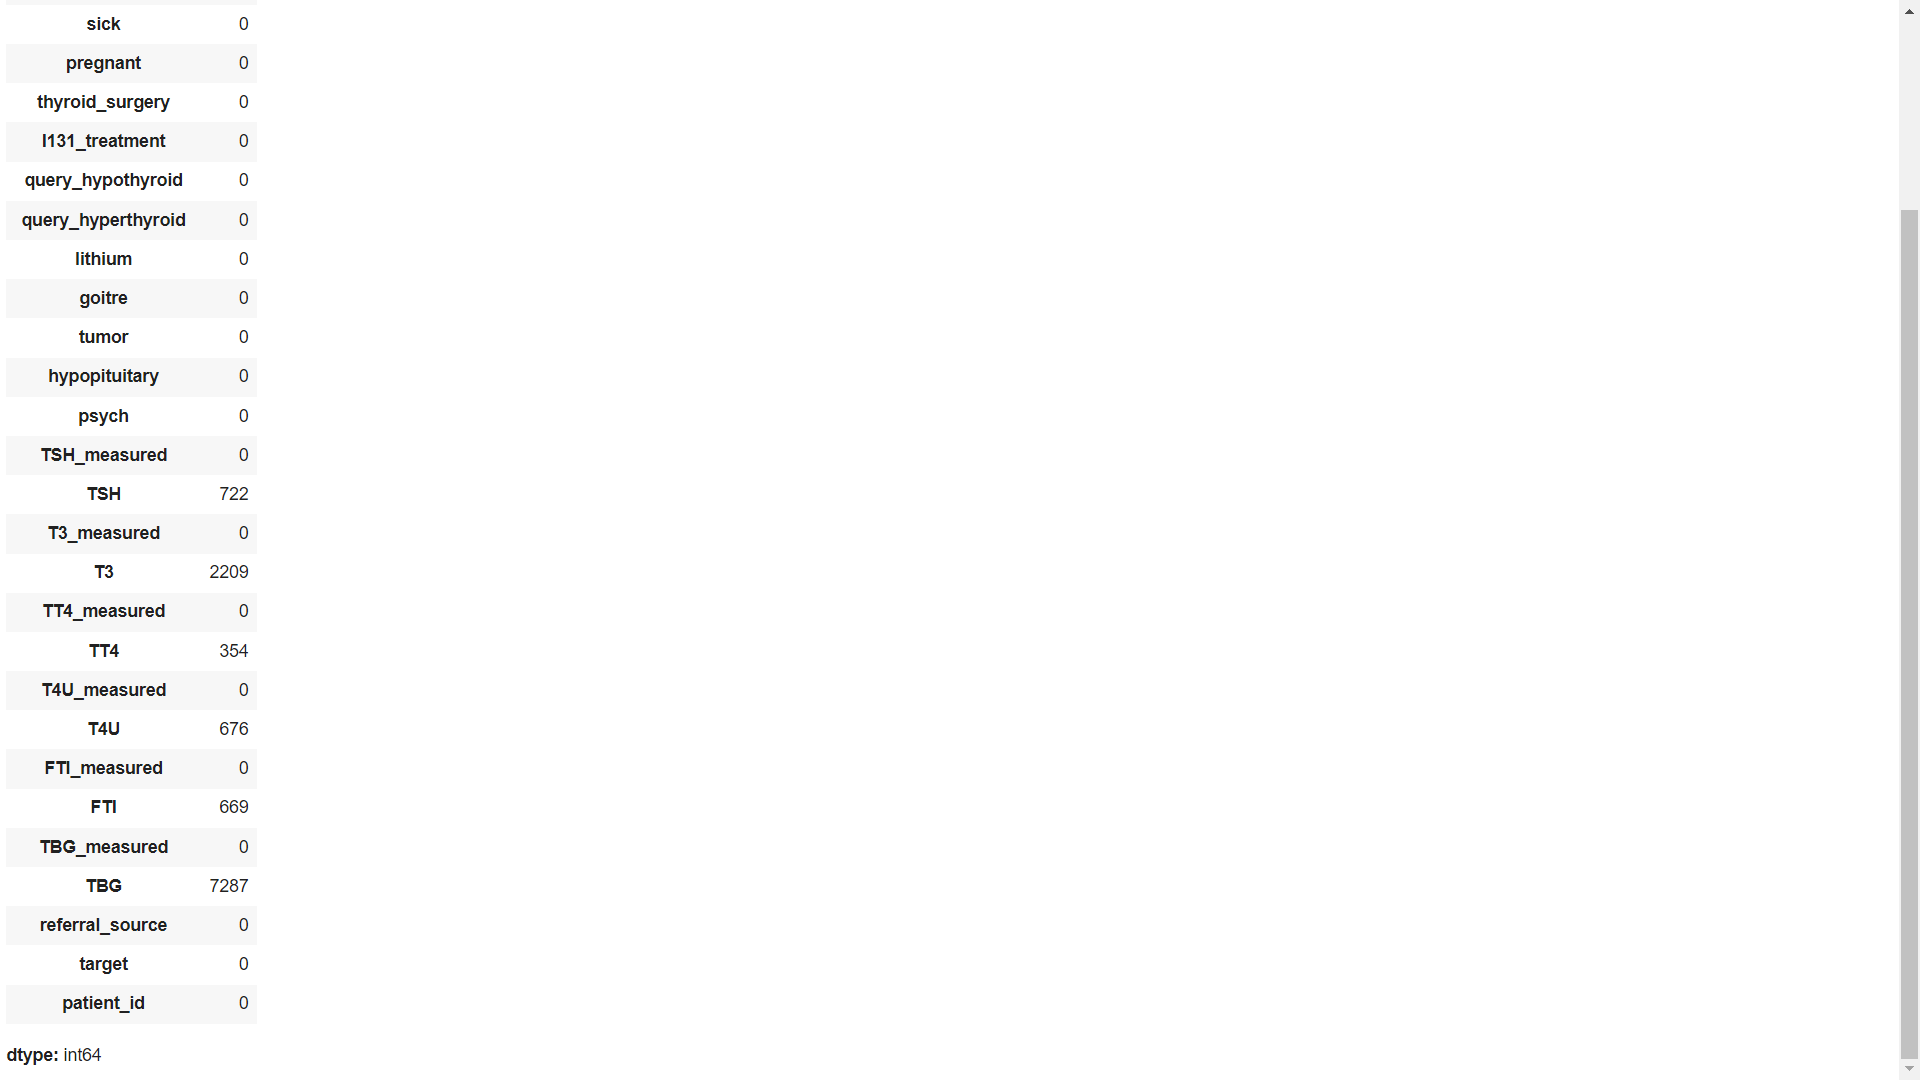 sick 0
pregnant 0
thyroid_surgery 0
I131_treatment 0
query_hypothyroid 0
query_hyperthyroid 0
lithium 0
goitre 0
tumor 0
hypopituitary 0
psych 0
TSH_measured 0
TSH 722
T3_measured 0
T3 2209
TT4_measured 0
TT4 354
T4U_measured 0
T4U 676
FTI_measured 0
FTI 669
TBG_measured 0
TBG 7287
referral_source 0
target 0
patient_id 0
dtype: int64